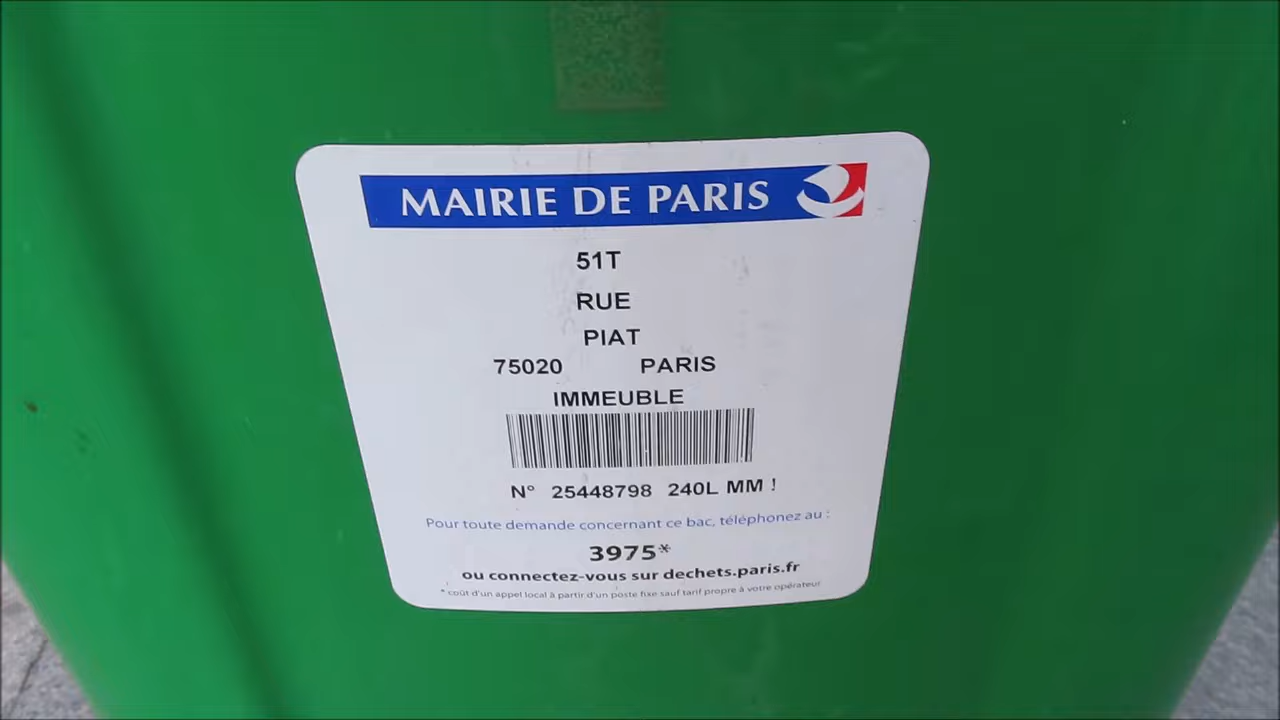 MAIRIE DE PARIS
51T
RUE
PIAT
75020 PARIS
IMMEUBLE
N° 25448798 240L MM !
Pour toute demande concernant ce bac, téléphonez au :
3975*
ou connectez-vous sur dechets.paris.fr
* coût d'un appel local à partir d'un poste fixe sauf tarif propre à votre opérateur